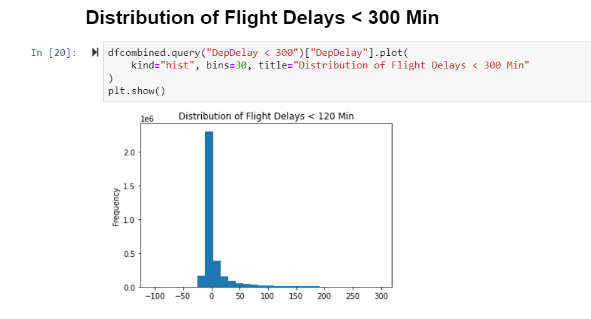 Distribution of Flight Delays < 300 Min
In [20]: dfcombined.query("DepDelay < 300")["DepDelay"].plot(
kind="hist", bins=30, title="Distribution of Flight Delays < 300 Min"
)
plt.show()
1e6 Distribution of Flight Delays < 120 Min
2.0
1.5
1.0
0.5
0.0
Frequency
−100 −50 0 50 100 150 200 250 300